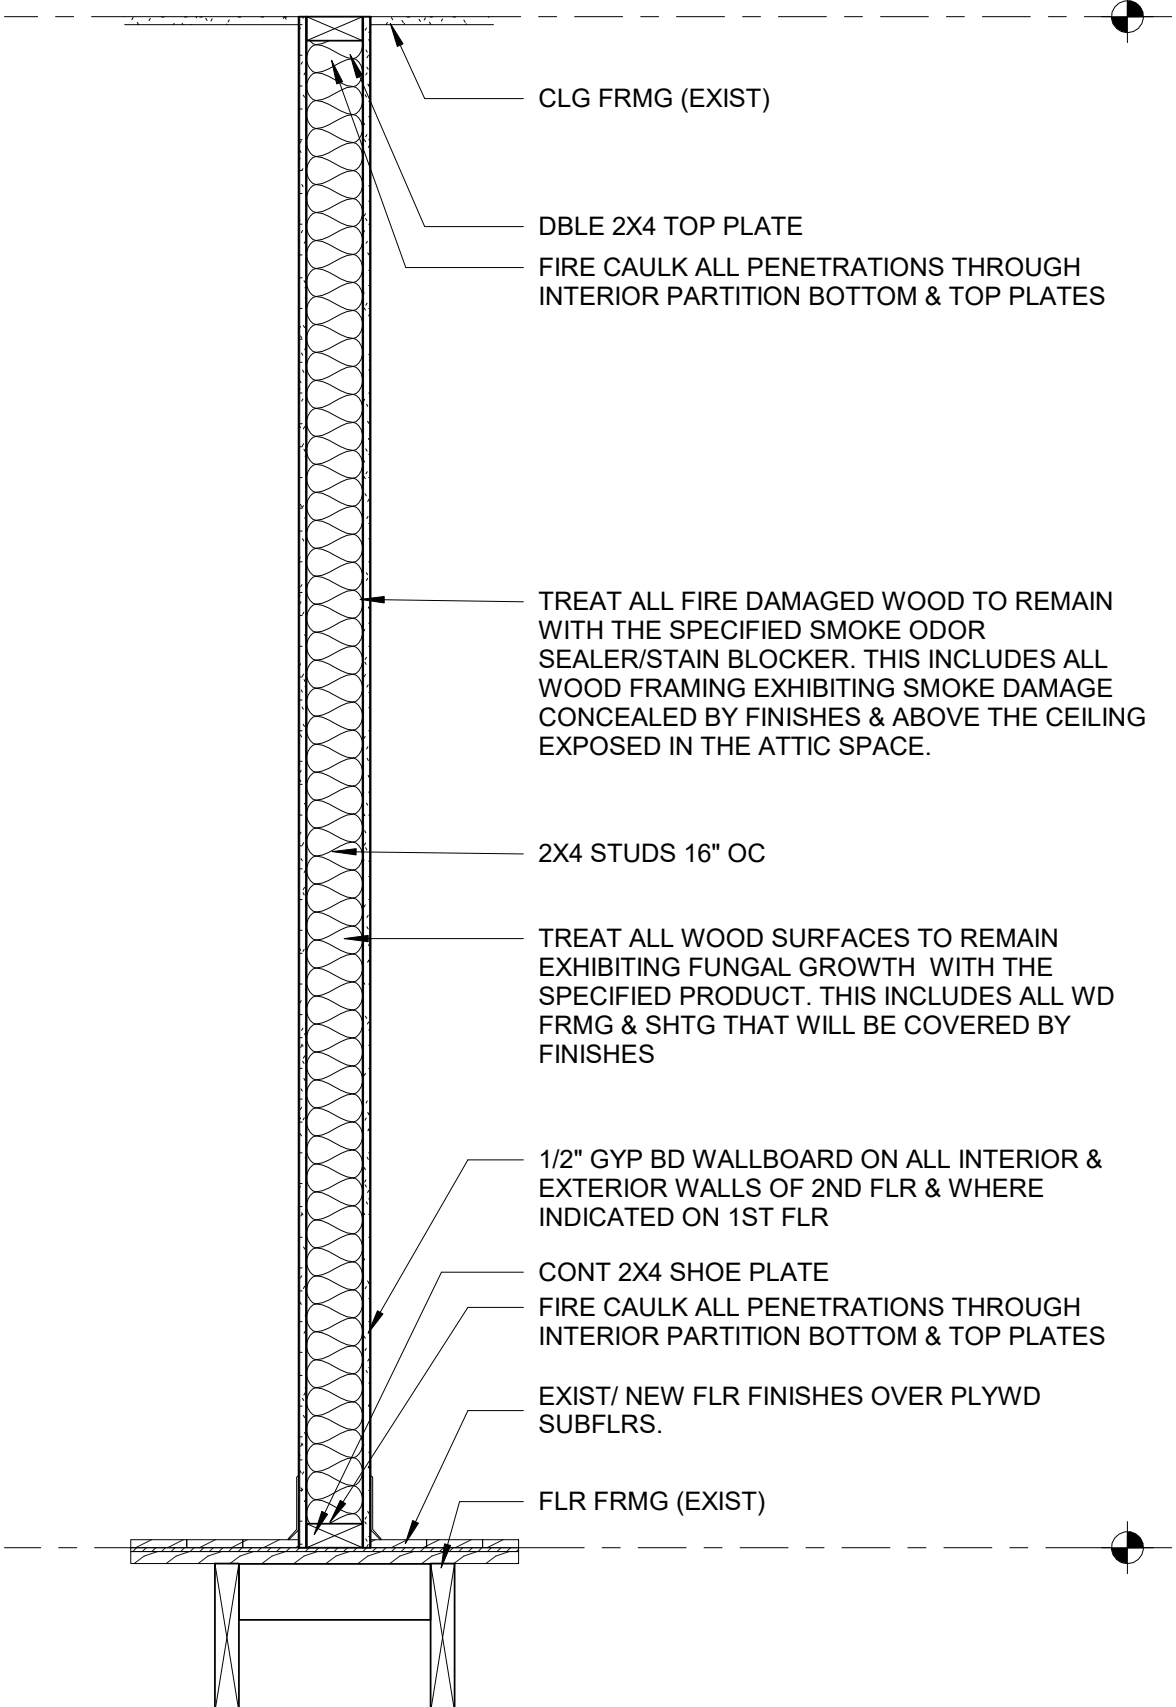 CLG FRMG (EXIST)
DBLE 2X4 TOP PLATE
FIRE CAULK ALL PENETRATIONS THROUGH
INTERIOR PARTITION BOTTOM & TOP PLATES
TREAT ALL FIRE DAMAGED WOOD TO REMAIN
WITH THE SPECIFIED SMOKE ODOR
SEALER/STAIN BLOCKER. THIS INCLUDES ALL
WOOD FRAMING EXHIBITING SMOKE DAMAGE
CONCEALED BY FINISHES & ABOVE THE CEILING
EXPOSED IN THE ATTIC SPACE.
2X4 STUDS 16" OC
TREAT ALL WOOD SURFACES TO REMAIN
EXHIBITING FUNGAL GROWTH  WITH THE
SPECIFIED PRODUCT. THIS INCLUDES ALL WD
FRMG & SHTG THAT WILL BE COVERED BY
FINISHES
1/2" GYP BD WALLBOARD ON ALL INTERIOR &
EXTERIOR WALLS OF 2ND FLR & WHERE
INDICATED ON 1ST FLR
CONT 2X4 SHOE PLATE
FIRE CAULK ALL PENETRATIONS THROUGH
INTERIOR PARTITION BOTTOM & TOP PLATES
EXIST/ NEW FLR FINISHES OVER PLYWD
SUBFLRS.
FLR FRMG (EXIST)